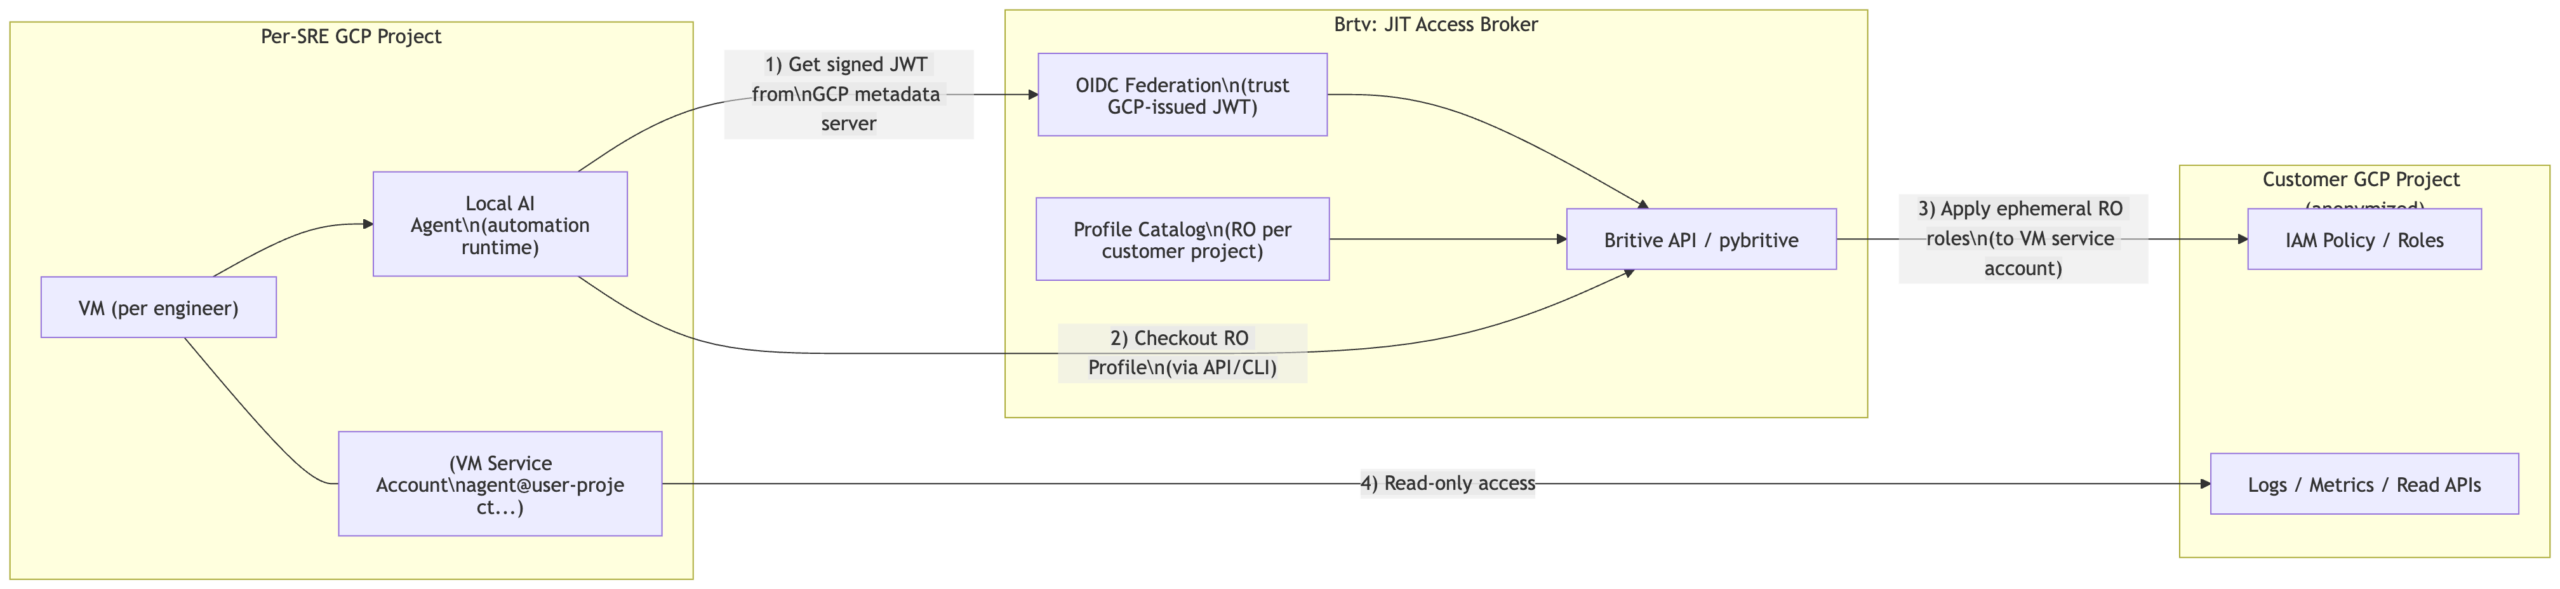 Per-SRE GCP Project
VM (per engineer)
Local AI
Agent\n(automation
runtime)
(VM Service
Account\nagent@user-proje
ct...)
1) Get signed JWT
from\nGCP metadata
server
Brtv: JIT Access Broker
OIDC Federation\n(trust
GCP-issued JWT)
Profile Catalog\n(RO per
customer project)
Britive API / pybritive
2) Checkout RO
Profile\n(via API/CLI)
3) Apply ephemeral RO
roles\n(to VM service
account)
4) Read-only access
Customer GCP Project
(anonymized)
IAM Policy / Roles
Logs / Metrics / Read APIs